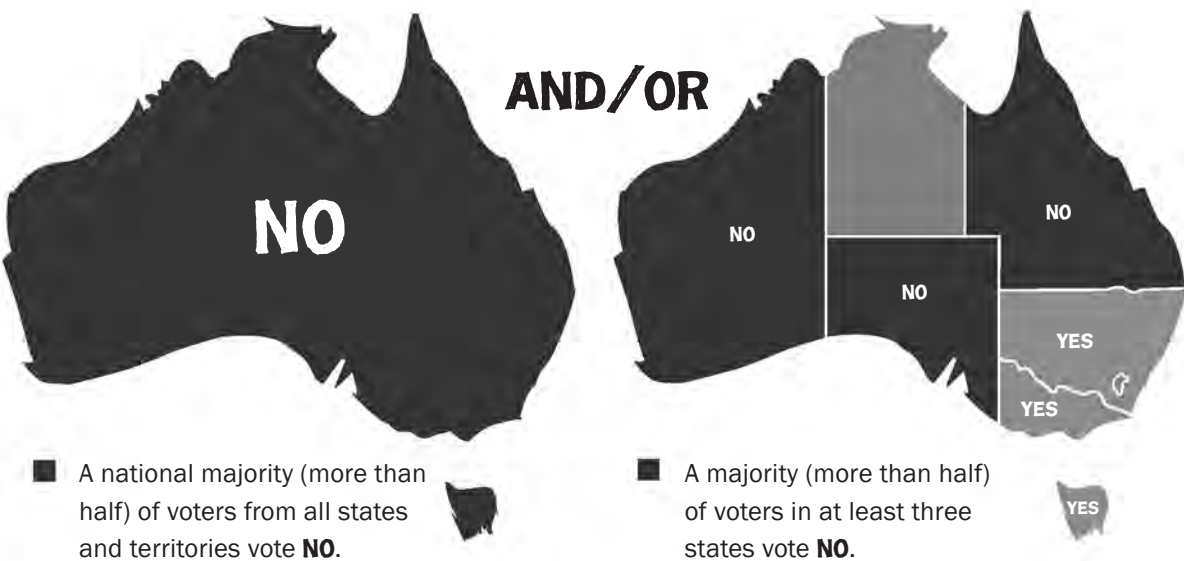 AND/OR
NO
NO
NO
NO
YES
YES
YES
A national majority (more than
half) of voters from all states
and territories vote NO.
A majority (more than half)
of voters in at least three
states vote NO.